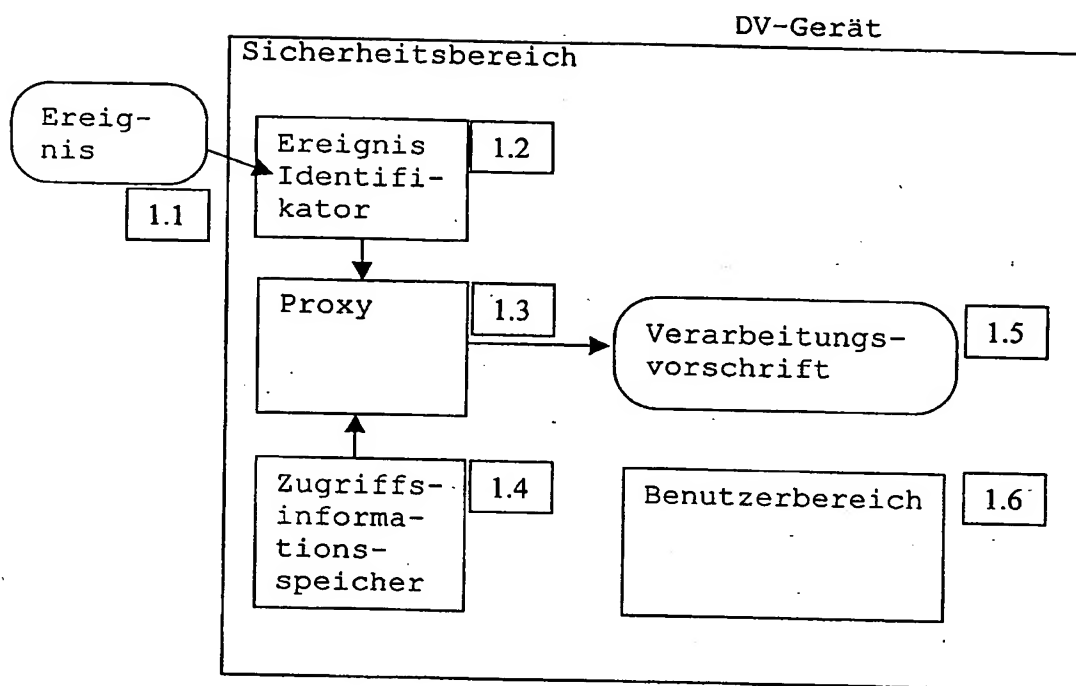 DV-Gerät
Sicherheitsbereich
Ereig-
nis
1.1
Ereignis
Identifi-
kator
1.2
Proxy
1.3
Verarbeitungs-
vorschrift
1.5
Zugriffs-
informa-
tions-
speicher
1.4
Benutzerbereich
1.6